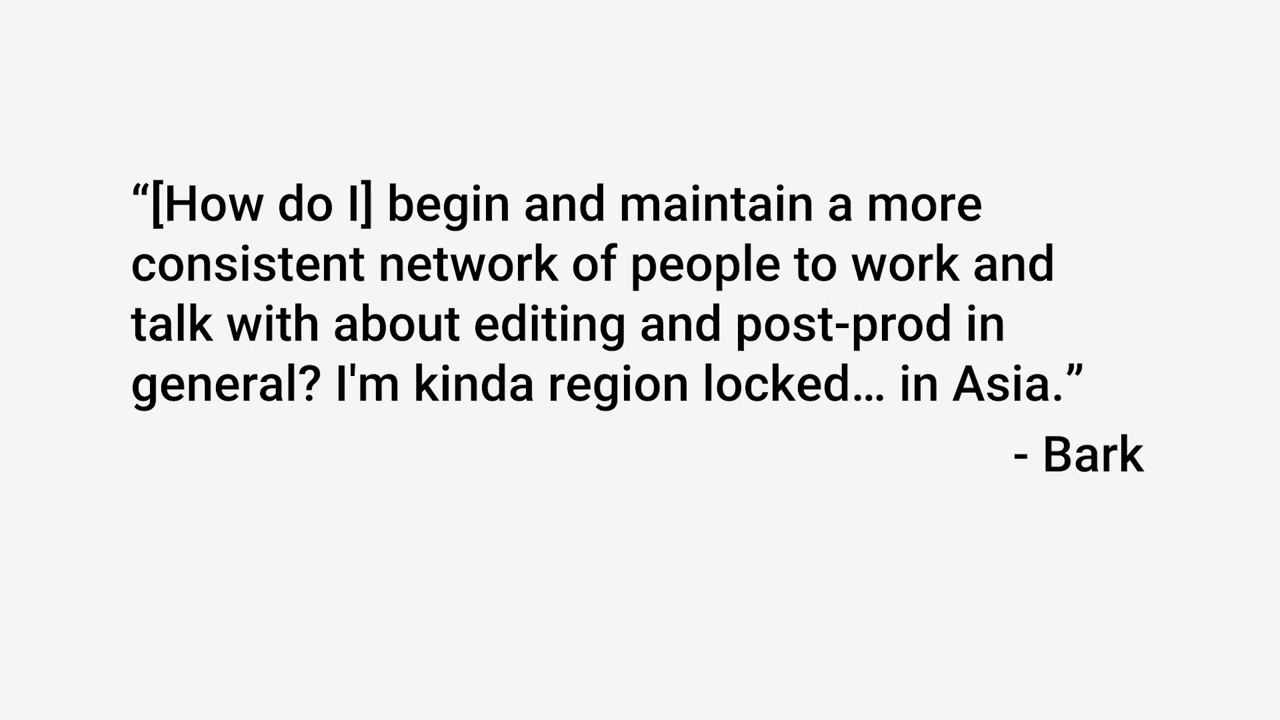 “[How do I] begin and maintain a more
consistent network of people to work and
talk with about editing and post-prod in
general? I'm kinda region locked... in Asia.”
- Bark